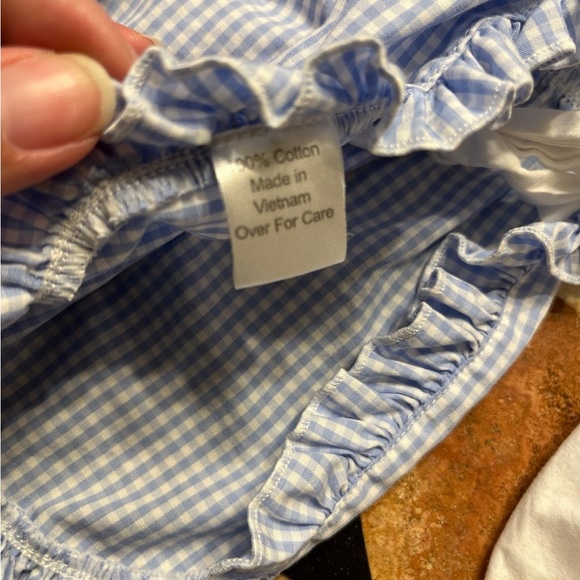 00% Cotton
Made in
Vietnam
Over For Care